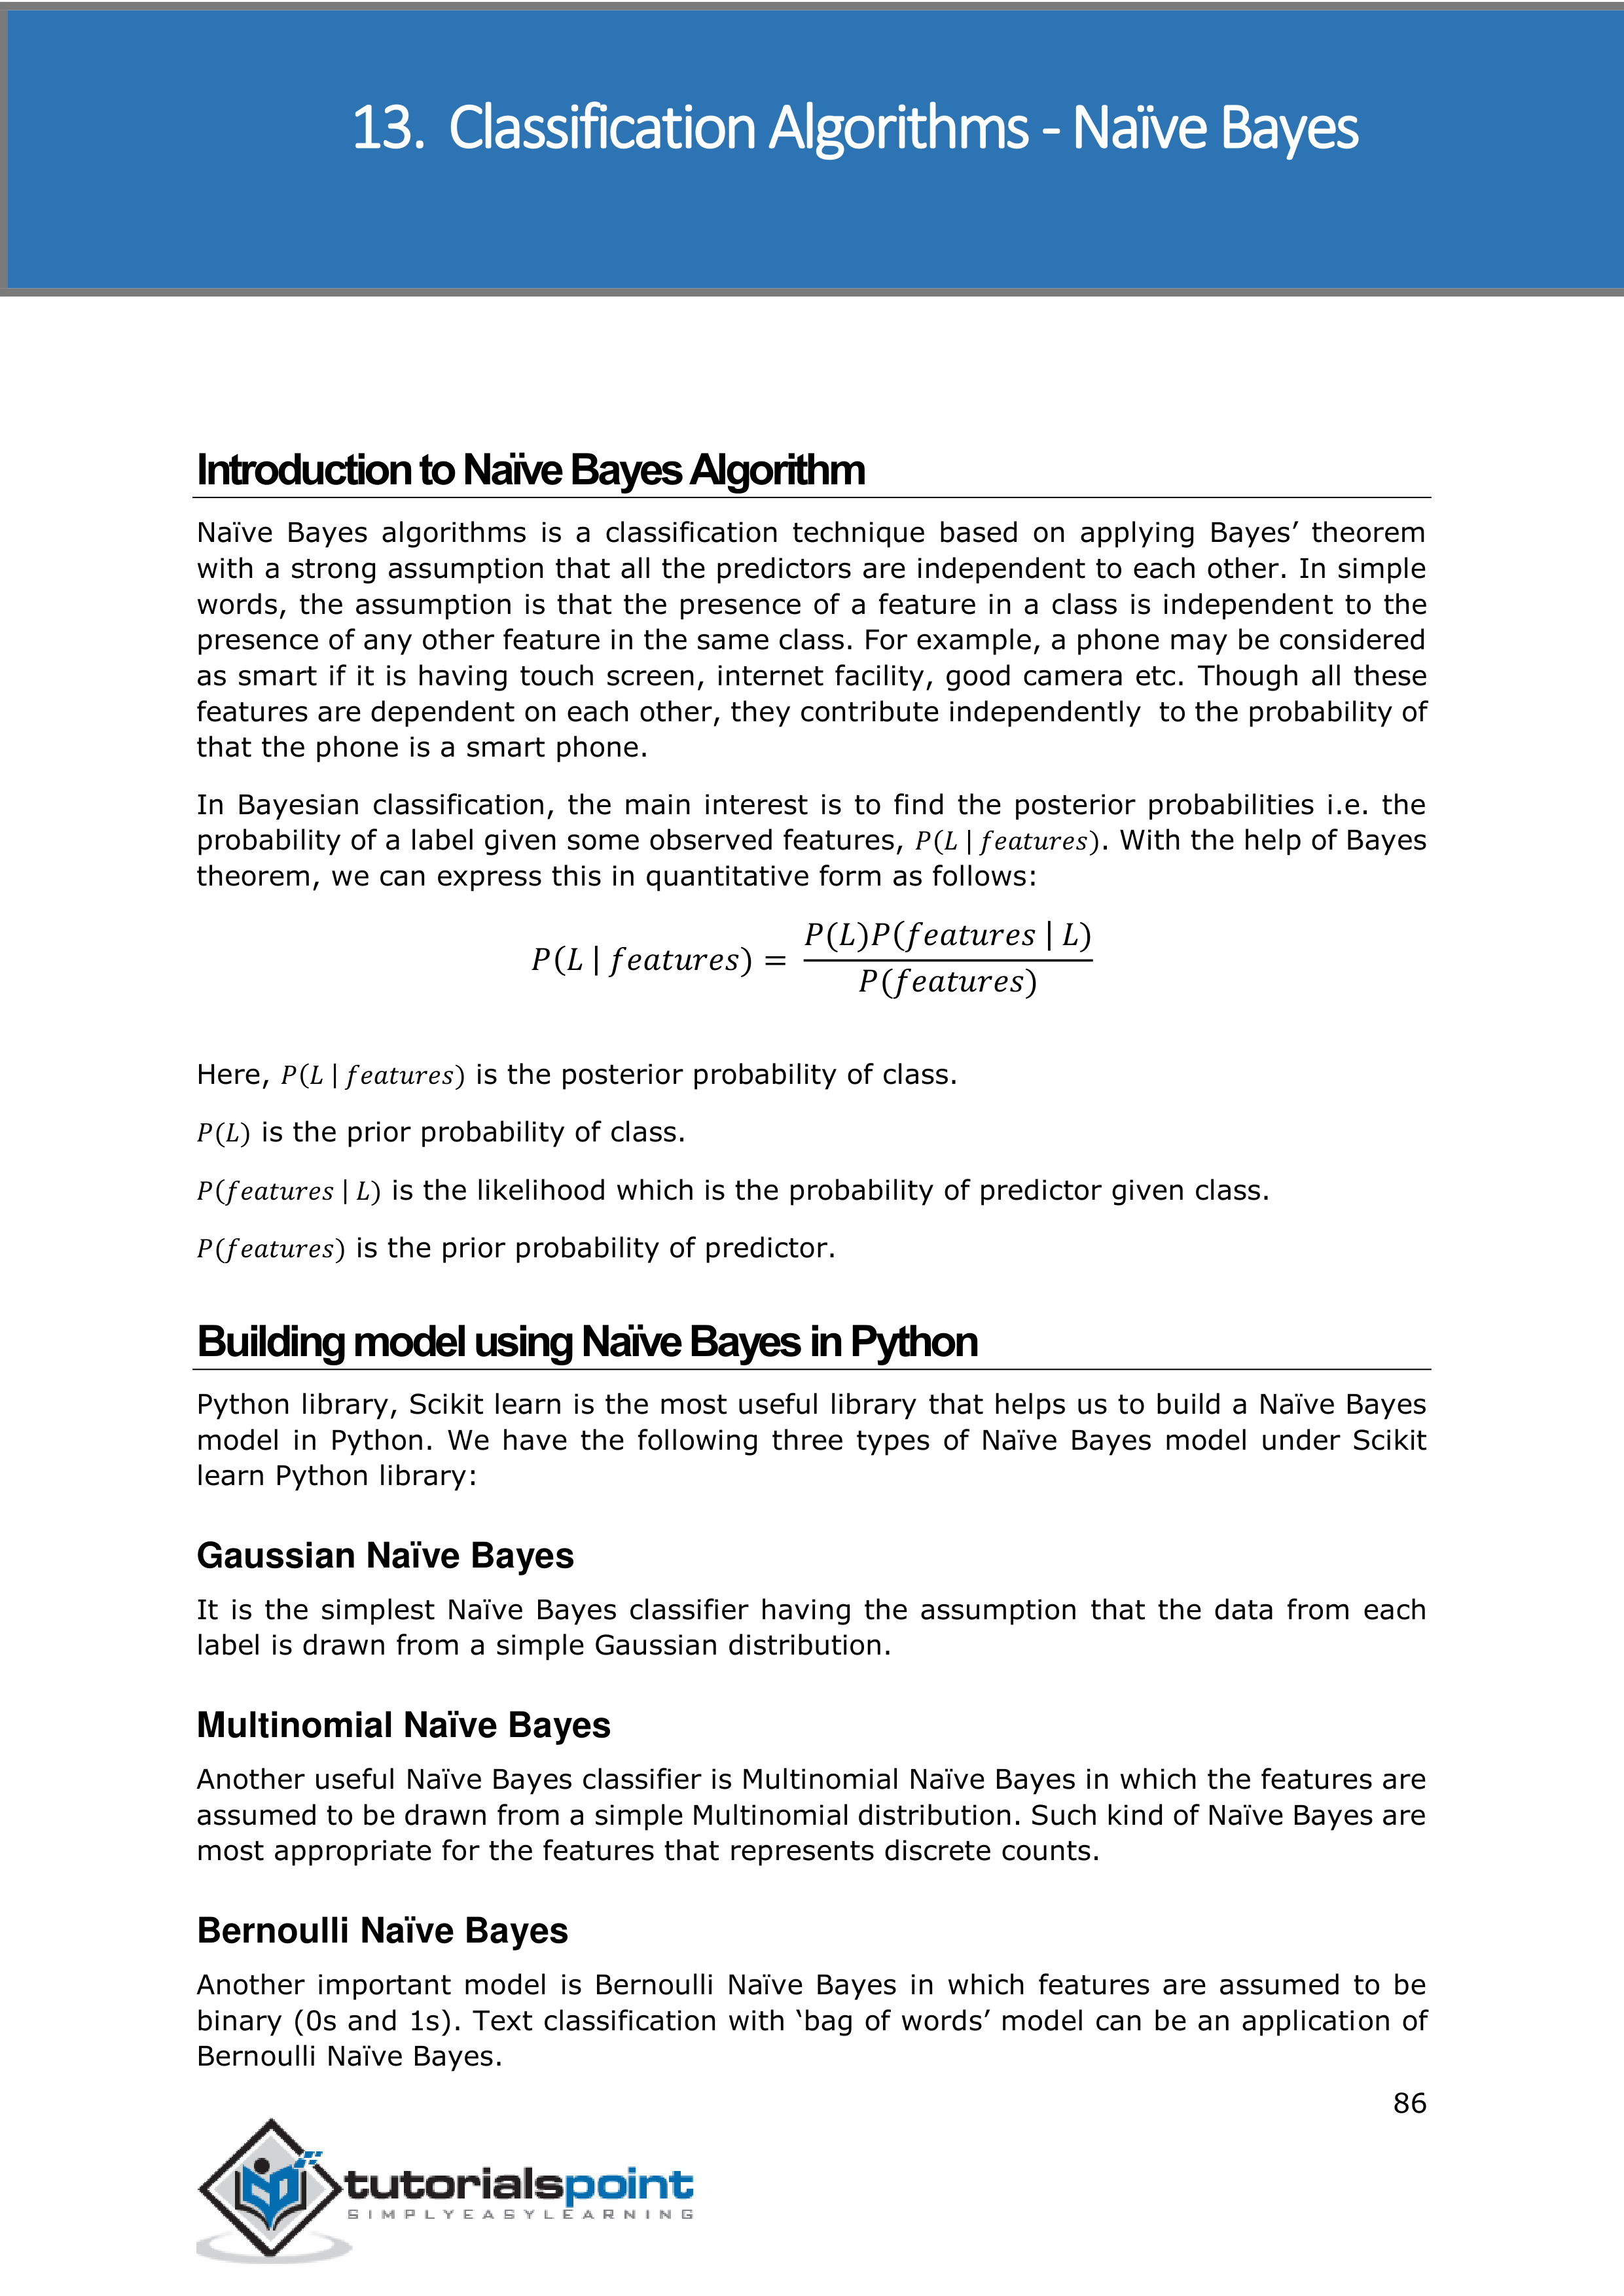 13. Classification Algorithms - Naïve Bayes
Introduction to Naïve Bayes Algorithm
Naïve Bayes algorithms is a classification technique based on applying Bayes’ theorem
with a strong assumption that all the predictors are independent to each other. In simple
words, the assumption is that the presence of a feature in a class is independent to the
presence of any other feature in the same class. For example, a phone may be considered
as smart if it is having touch screen, internet facility, good camera etc. Though all these
features are dependent on each other, they contribute independently to the probability of
that the phone is a smart phone.
In Bayesian classification, the main interest is to find the posterior probabilities i.e. the
probability of a label given some observed features, P(L | features). With the help of Bayes
theorem, we can express this in quantitative form as follows:
P(L | features) = P(L)P(features | L) / P(features)
Here, P(L | features) is the posterior probability of class.
P(L) is the prior probability of class.
P(features | L) is the likelihood which is the probability of predictor given class.
P(features) is the prior probability of predictor.
Building model using Naïve Bayes in Python
Python library, Scikit learn is the most useful library that helps us to build a Naïve Bayes
model in Python. We have the following three types of Naïve Bayes model under Scikit
learn Python library:
Gaussian Naïve Bayes
It is the simplest Naïve Bayes classifier having the assumption that the data from each
label is drawn from a simple Gaussian distribution.
Multinomial Naïve Bayes
Another useful Naïve Bayes classifier is Multinomial Naïve Bayes in which the features are
assumed to be drawn from a simple Multinomial distribution. Such kind of Naïve Bayes are
most appropriate for the features that represents discrete counts.
Bernoulli Naïve Bayes
Another important model is Bernoulli Naïve Bayes in which features are assumed to be
binary (0s and 1s). Text classification with ‘bag of words’ model can be an application of
Bernoulli Naïve Bayes.
86
tutorialspoint
SIMPLYEASYLEARNING